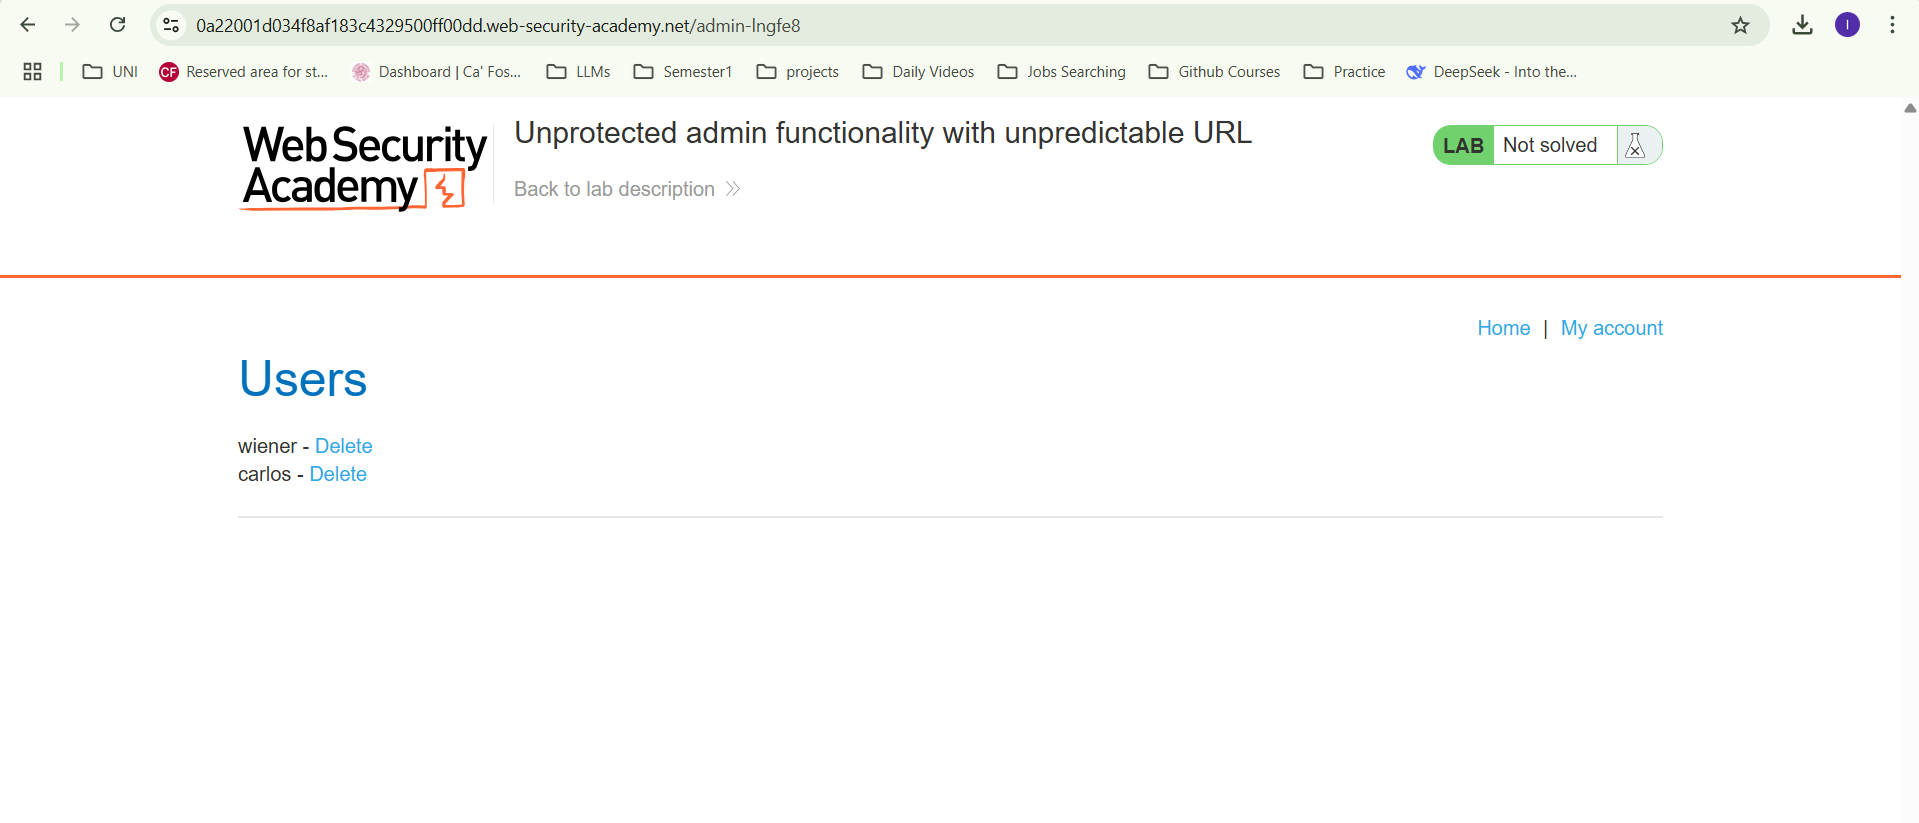 0a22001d034f8af183c4329500ff00dd.web-security-academy.net/admin-lngfe8
I
UNI
CF Reserved area for st...
Dashboard | Ca' Fos...
LLMs
Semester1
projects
Daily Videos
Jobs Searching
Github Courses
Practice
DeepSeek - Into the...
Web Security
Academy
Unprotected admin functionality with unpredictable URL
Back to lab description
LAB Not solved
Home | My account
Users
wiener - Delete
carlos - Delete